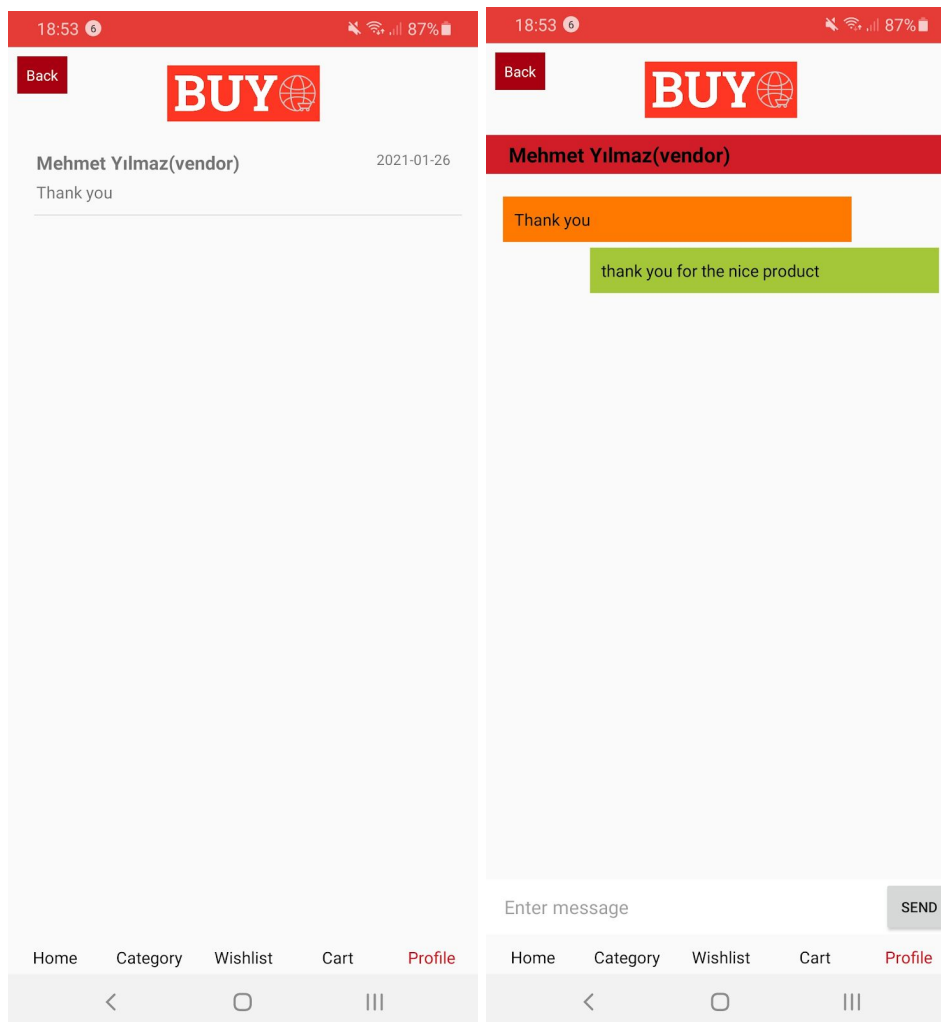 18:53 6 87%
Back
BUY
Mehmet Yılmaz(vendor) 2021-01-26
Thank you
Home Category Wishlist Cart Profile
18:53 6 87%
Back
BUY
Mehmet Yılmaz(vendor)
Thank you
thank you for the nice product
Enter message SEND
Home Category Wishlist Cart Profile